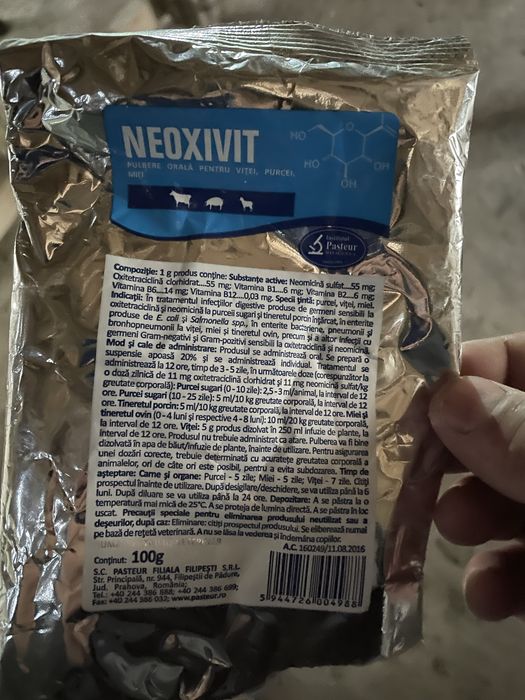 NEOXIVIT
PULBERE ORALĂ PENTRU VIȚEI, PURCEI,
MIEI
HO
O
HO
OH
HO
OH
Institutul
Pasteur
Compoziție: 1 g produs conține: Substanțe active: Neomicină sulfat...55 mg;
Oxitetraciclină clorhidrat....55 mg; Vitamina B1...6 mg; Vitamina B2....6 mg;
Vitamina B6....14 mg; Vitamina B12...0,03 mg. Specii țintă: purcei, viței, miei.
Indicații: În tratamentul infecțiilor digestive produse de germeni sensibili la
oxitetraciclină și neomicină la purceii sugari și tineretul porcin înțărcat, în enterite
produse de E. coli și Salmonella spp., în enterite bacteriene, pneumonii și
bronhopneumonii la viței, miei și tineretul ovin, precum și a altor infecții cu
germeni Gram-negativi și Gram-pozitivi sensibili la oxitetraciclină și neomicină.
Mod și cale de administrare: Produsul se administrează oral. Se prepară o
suspensie apoasă 20% și se administrează individual. Tratamentul se
administrează la 12 ore, timp de 3 - 5 zile, în următoarele doze (corespunzător la
o doză zilnică de 11 mg oxitetraciclină clorhidrat și 11 mg neomicină sulfat/kg
greutate corporală): Purcei sugari (0 - 10 zile): 2,5 - 3 ml/animal, la interval de 12
ore. Purcei sugari (10 - 25 zile): 5 ml/10 kg greutate corporală, la interval de 12
ore. Tineretul porcin: 5 ml/10 kg greutate corporală, la interval de 12 ore. Miei și
tineretul ovin (0 - 4 luni și respectiv 4 - 8 luni): 10 ml/20 kg greutate corporală,
la interval de 12 ore. Viței: 5 g produs dizolvat în 250 ml infuzie de plante, la
interval de 12 ore. Produsul nu trebuie administrat ca atare. Pulberea va fi bine
dizolvată în apa de băut/infuzie de plante, înainte de utilizare. Pentru asigurarea
unei dozări corecte, trebuie determinată cu acuratețe greutatea corporală a
animalelor, ori de câte ori este posibil, pentru a evita subdozarea. Timp de
așteptare: Carne și organe: Purcei - 5 zile; Miei - 5 zile; Viței - 7 zile. Citiți
prospectul înainte de utilizare. După desigilare/deschidere, se va utiliza până la 6
luni. După diluare se va utiliza până la 24 ore. Depozitare: A se păstra la o
temperatură mai mică de 25°C. A se proteja de lumina directă. A se păstra în loc
uscat. Precauții speciale pentru eliminarea produsului neutilizat sau a
deșeurilor, după caz: Eliminare: citiți prospectul produsului. Se eliberează numai
pe bază de rețetă veterinară. A nu se lăsa la vederea și îndemâna copiilor.
A.C. 160249/11.08.2016
Conținut: 100g
S.C. PASTEUR FILIALA FILIPEȘTI S.R.L.
Str. Principală, nr. 944, Filipeștii de Pădure,
Jud. Prahova, România;
Tel.: +40 244 386 888; +40 244 386 699;
Fax: +40 244 386 032; www.pasteur.ro
5 944726 004968